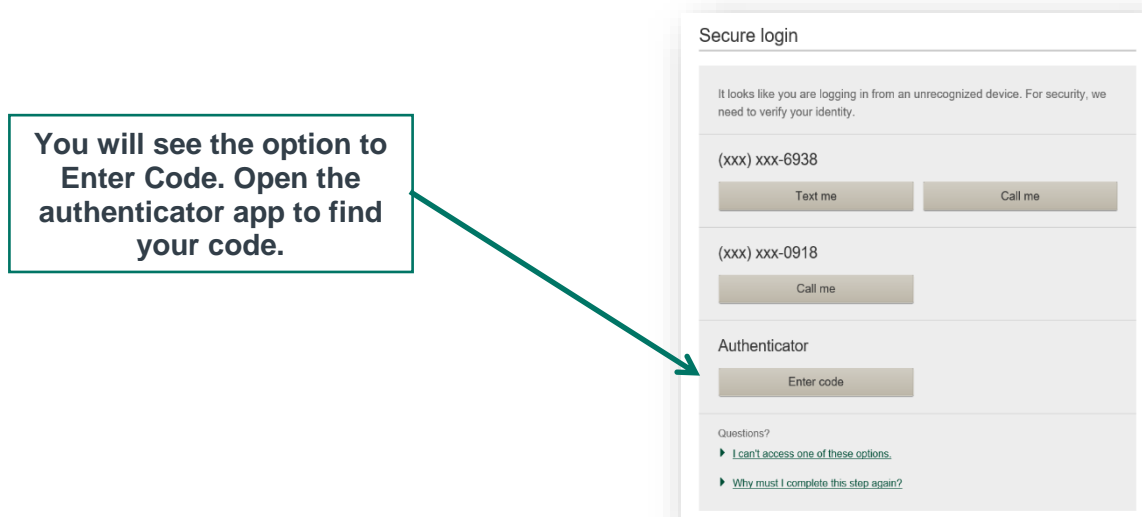 You will see the option to
Enter Code. Open the
authenticator app to find
your code.
Secure login
It looks like you are logging in from an unrecognized device. For security, we
need to verify your identity.
(xxx) xxx-6938
Text me
Call me
(xxx) xxx-0918
Call me
Authenticator
Enter code
Questions?
I can't access one of these options.
Why must I complete this step again?